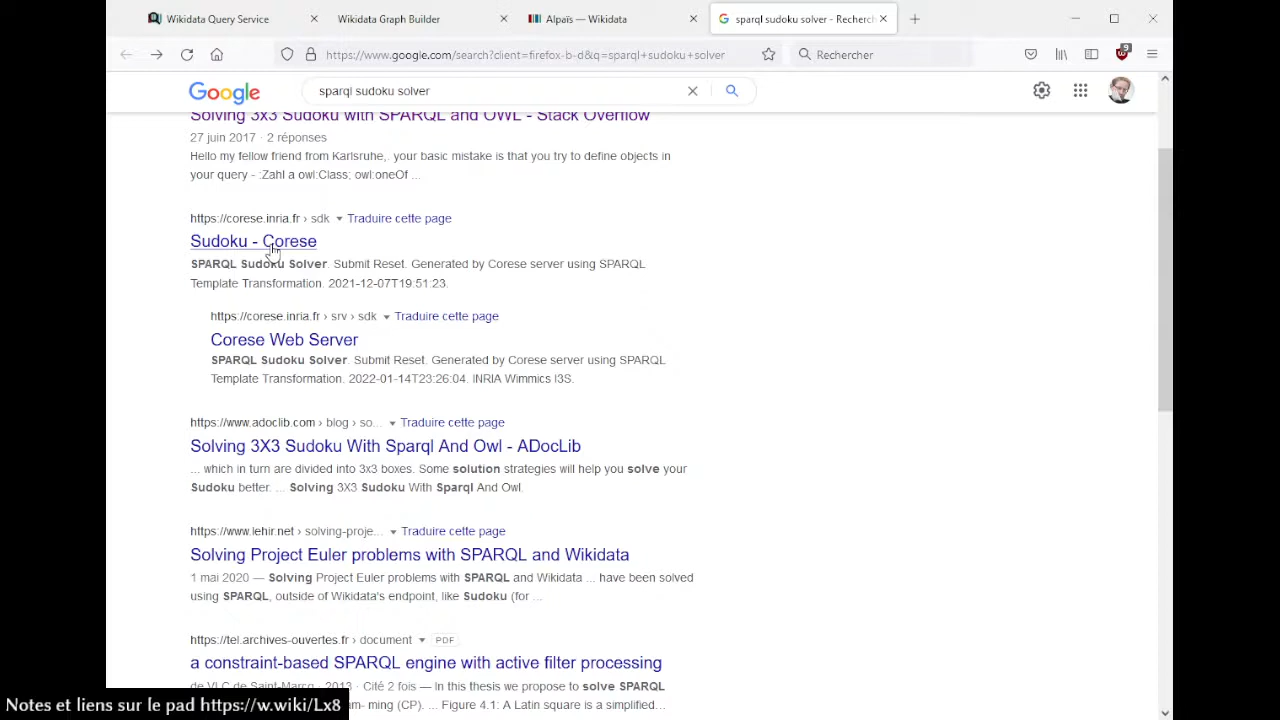 Wikidata Query Service
Wikidata Graph Builder
Alpaïs — Wikidata
sparql sudoku solver - Recherch
https://www.google.com/search?client=firefox-b-d&q=sparql+sudoku+solver
Rechercher
9
Google
sparql sudoku solver
Solving 3x3 Sudoku with SPARQL and OWL - Stack Overflow
27 juin 2017 · 2 réponses
Hello my fellow friend from Karlsruhe,. your basic mistake is that you try to define objects in
your query - :Zahl a owl:Class; owl:oneOf ...
https://corese.inria.fr › sdk Traduire cette page
Sudoku - Corese
SPARQL Sudoku Solver. Submit Reset. Generated by Corese server using SPARQL
Template Transformation. 2021-12-07T19:51:23.
https://corese.inria.fr › srv › sdk Traduire cette page
Corese Web Server
SPARQL Sudoku Solver. Submit Reset. Generated by Corese server using SPARQL
Template Transformation. 2022-01-14T23:26:04. INRIA Wimmics I3S.
https://www.adoclib.com › blog › so... Traduire cette page
Solving 3X3 Sudoku With Sparql And Owl - ADocLib
... which in turn are divided into 3x3 boxes. Some solution strategies will help you solve your
Sudoku better. ... Solving 3X3 Sudoku With Sparql And Owl.
https://www.lehir.net › solving-proje... Traduire cette page
Solving Project Euler problems with SPARQL and Wikidata
1 mai 2020 — Solving Project Euler problems with SPARQL and Wikidata ... have been solved
using SPARQL, outside of Wikidata's endpoint, like Sudoku (for ...
https://tel.archives-ouvertes.fr › document PDF
a constraint-based SPARQL engine with active filter processing
de VLC de Saint-Marcq · 2013 · Cité 2 fois — In this thesis we propose to solve SPARQL
ming (CP). ... Figure 4.1: A Latin square is a simplified...
Notes et liens sur le pad https://w.wiki/Lx8